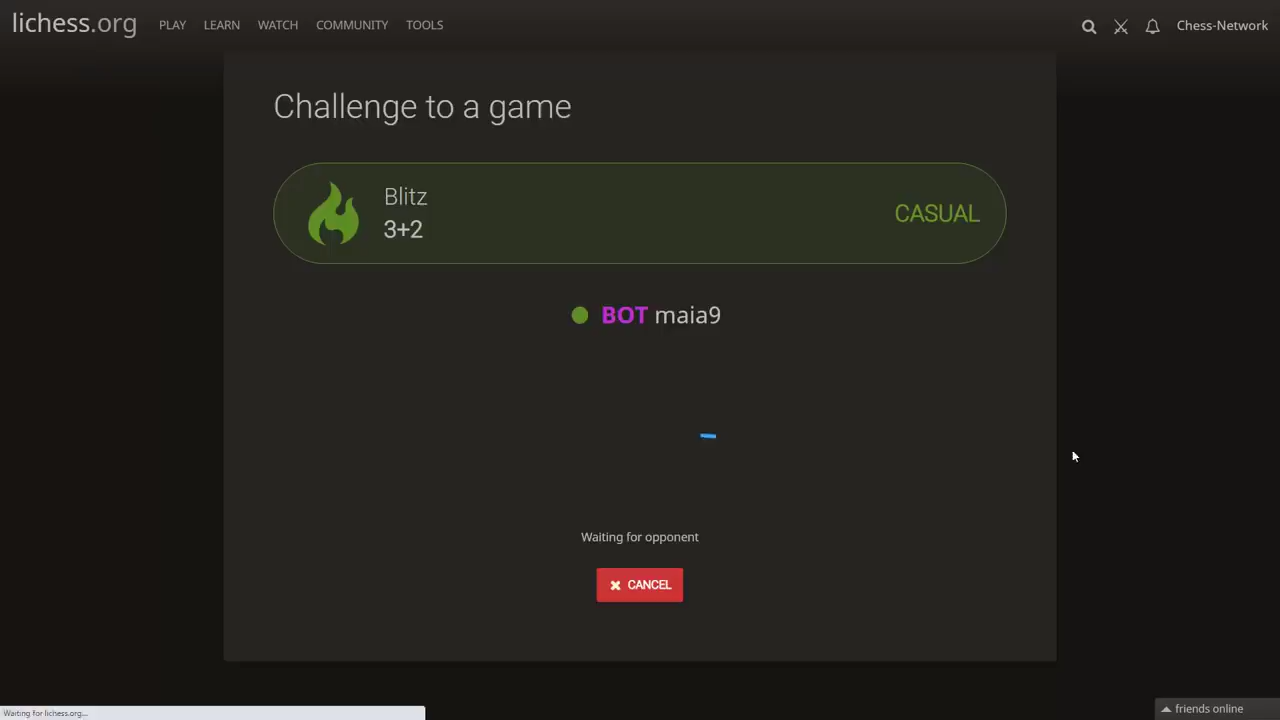 lichess.org PLAY LEARN WATCH COMMUNITY TOOLS Chess-Network
Challenge to a game
Blitz
3+2
CASUAL
BOT maia9
Waiting for opponent
CANCEL
Waiting for lichess.org...
friends online